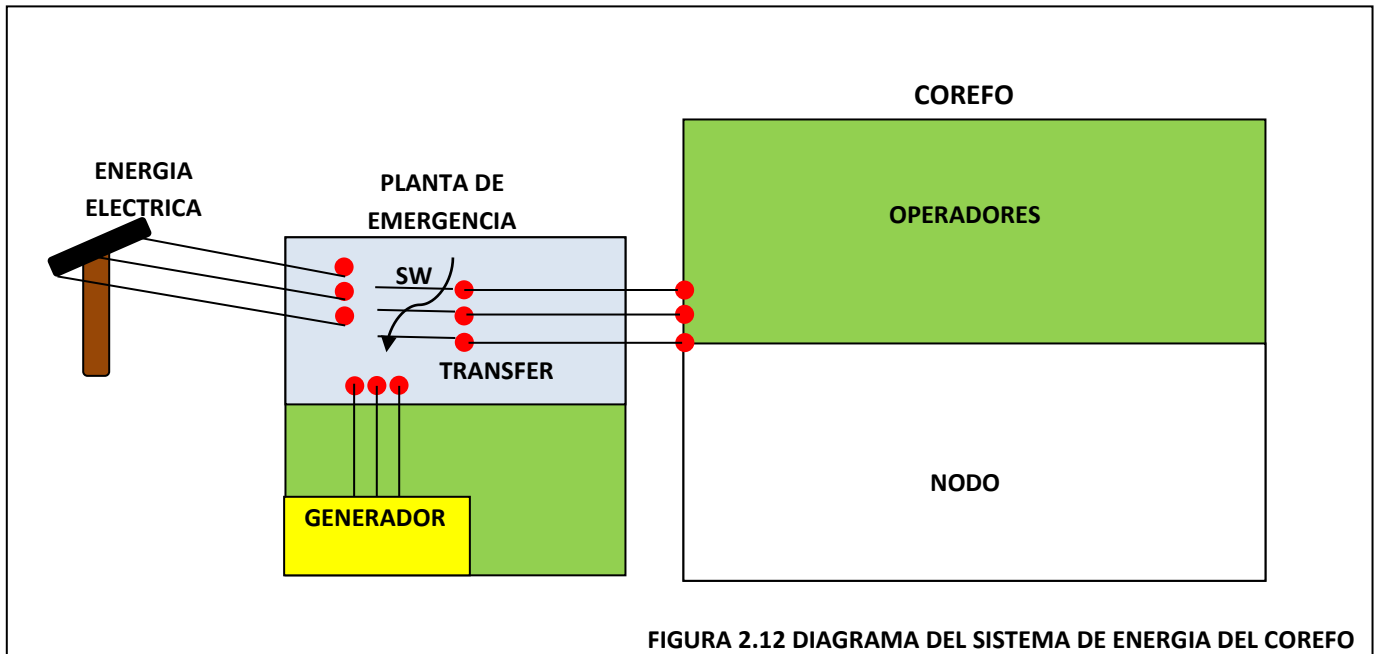 COREFO
ENERGIA
ELECTRICA
PLANTA DE
EMERGENCIA
OPERADORES
SW
TRANSFER
NODO
GENERADOR
FIGURA 2.12 DIAGRAMA DEL SISTEMA DE ENERGIA DEL COREFO